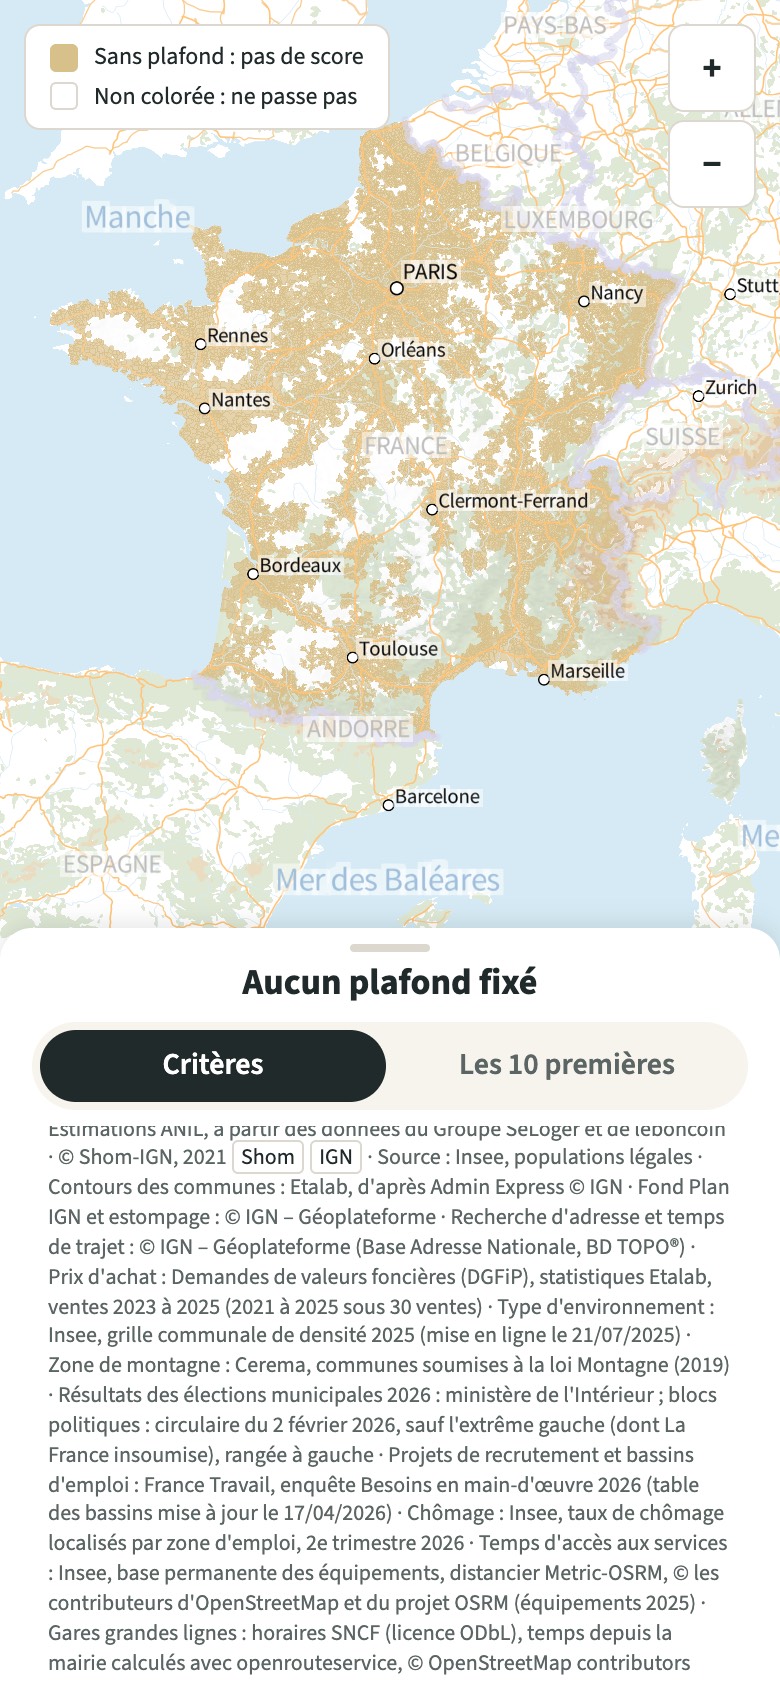 Sans plafond : pas de score
Non colorée : ne passe pas
+
−
PAYS-BAS
BELGIQUE
LUXEMBOURG
Manche
PARIS
Nancy
Stutt
Rennes
Orléans
Zurich
Nantes
SUISSE
FRANCE
Clermont-Ferrand
Bordeaux
Toulouse
Marseille
ANDORRE
Barcelone
Me
ESPAGNE
Mer des Baléares
Aucun plafond fixé
Critères
Les 10 premières
Estimations ANIL, à partir des données du Groupe SeLoger et de leboncoin
· © Shom-IGN, 2021 Shom IGN · Source : Insee, populations légales ·
Contours des communes : Etalab, d'après Admin Express © IGN · Fond Plan
IGN et estompage : © IGN – Géoplateforme · Recherche d'adresse et temps
de trajet : © IGN – Géoplateforme (Base Adresse Nationale, BD TOPO®) ·
Prix d'achat : Demandes de valeurs foncières (DGFiP), statistiques Etalab,
ventes 2023 à 2025 (2021 à 2025 sous 30 ventes) · Type d'environnement :
Insee, grille communale de densité 2025 (mise en ligne le 21/07/2025) ·
Zone de montagne : Cerema, communes soumises à la loi Montagne (2019)
· Résultats des élections municipales 2026 : ministère de l'Intérieur ; blocs
politiques : circulaire du 2 février 2026, sauf l'extrême gauche (dont La
France insoumise), rangée à gauche · Projets de recrutement et bassins
d'emploi : France Travail, enquête Besoins en main-d'œuvre 2026 (table
des bassins mise à jour le 17/04/2026) · Chômage : Insee, taux de chômage
localisés par zone d'emploi, 2e trimestre 2026 · Temps d'accès aux services
: Insee, base permanente des équipements, distancier Metric-OSRM, © les
contributeurs d'OpenStreetMap et du projet OSRM (équipements 2025) ·
Gares grandes lignes : horaires SNCF (licence ODbL), temps depuis la
mairie calculés avec openrouteservice, © OpenStreetMap contributors